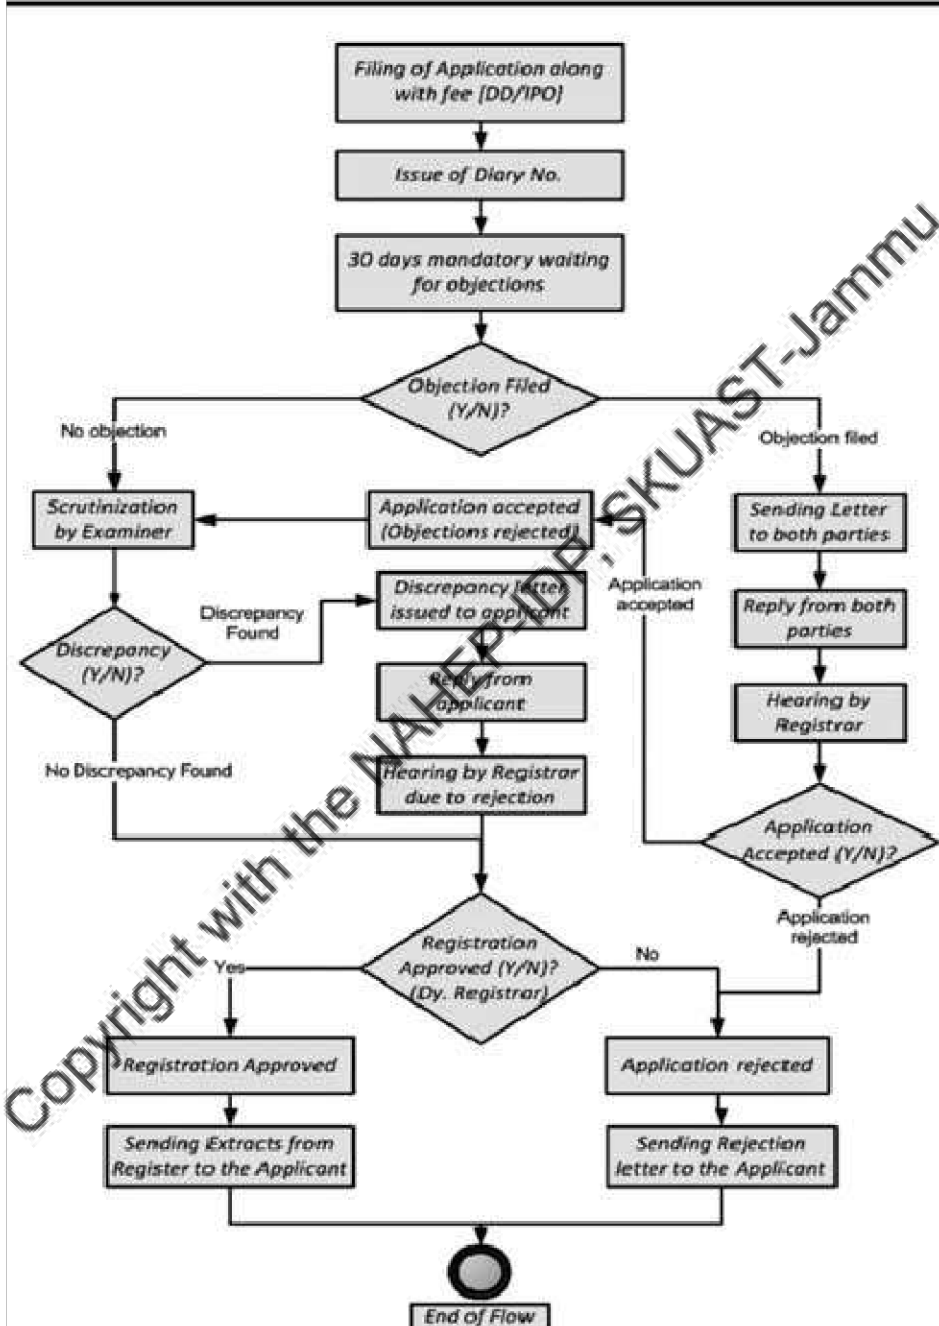 Filing of Application along
with fee [DD/IPO]
Issue of Diary No.
30 days mandatory waiting
for objections
Objection Filed
(Y/N)?
No objection
Objection filed
Scrutinization
by Examiner
Application accepted
(Objections rejected)
Sending Letter
to both parties
Discrepancy
Found
Discrepancy letter
issued to applicant
Application
accepted
Reply from both
parties
Discrepancy
(Y/N)?
Reply from
applicant
Hearing by
Registrar
No Discrepancy Found
Hearing by Registrar
due to rejection
Application
Accepted (Y/N)?
Application
rejected
Registration
Approved (Y/N)?
(Dy. Registrar)
Yes
No
Registration Approved
Application rejected
Sending Extracts from
Register to the Applicant
Sending Rejection
letter to the Applicant
End of Flow
Copyright with the NAHEP-IDP, SKUAST-Jammu